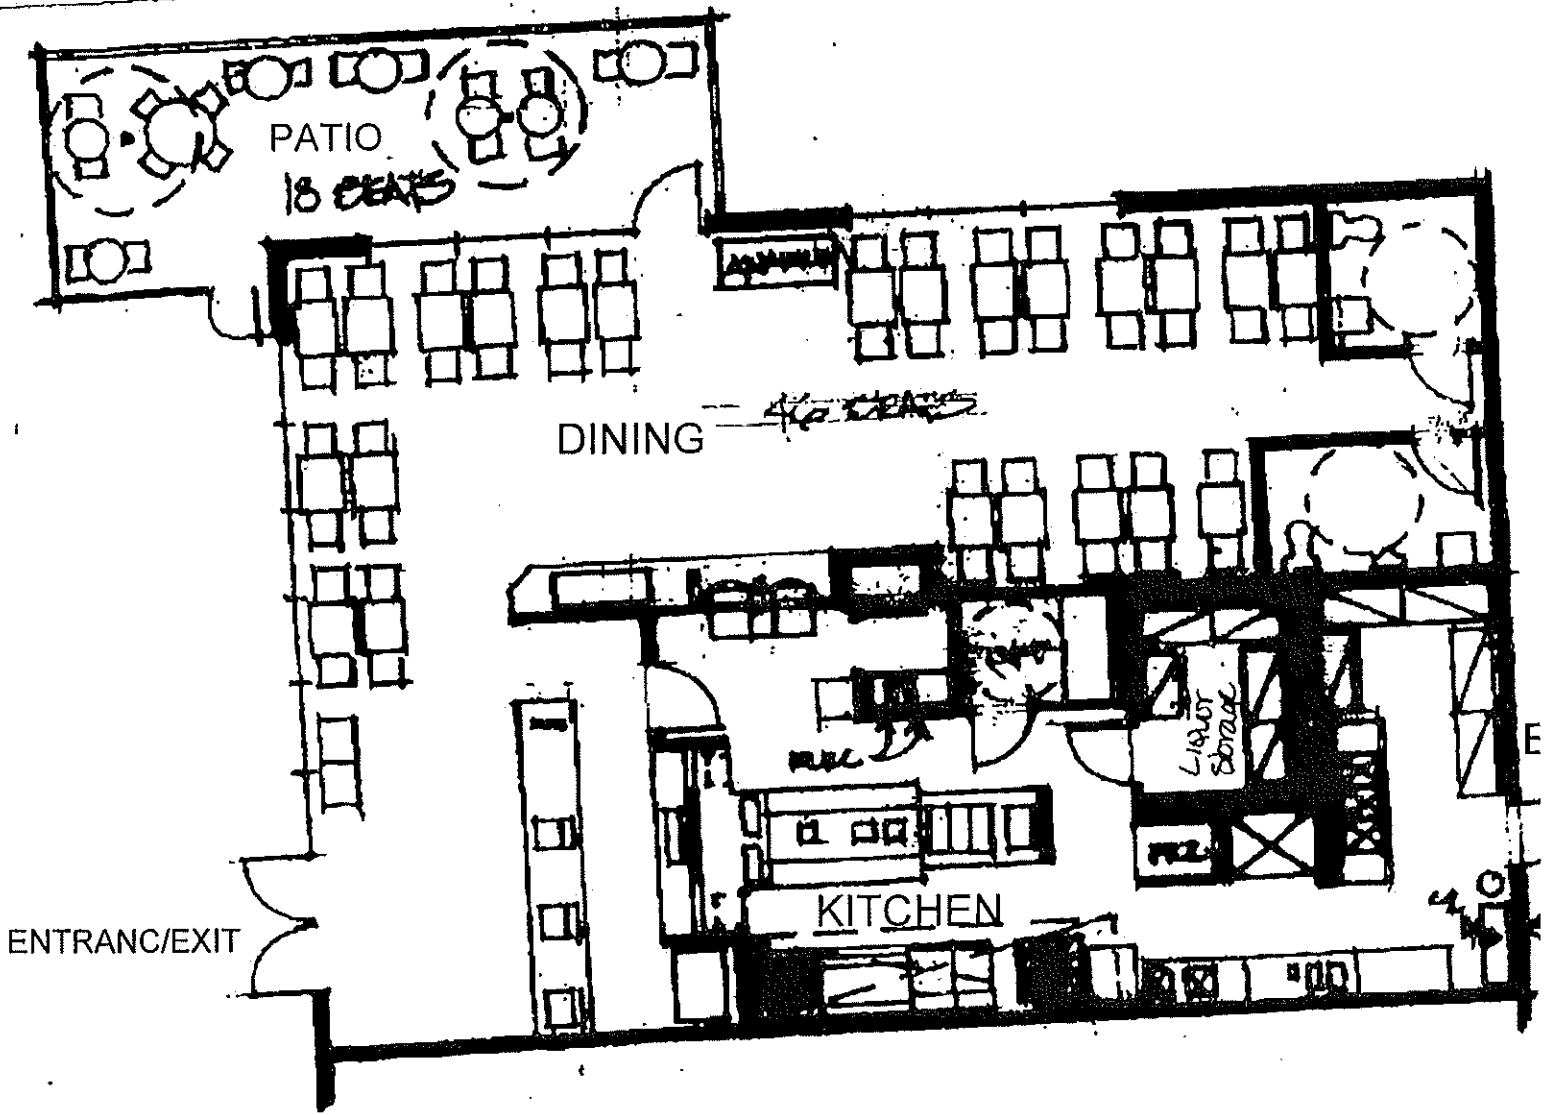 PATIO
18 SEATS
DINING
46 SEATS
LIQUOR
STORAGE
KITCHEN
ENTRANC/EXIT
E